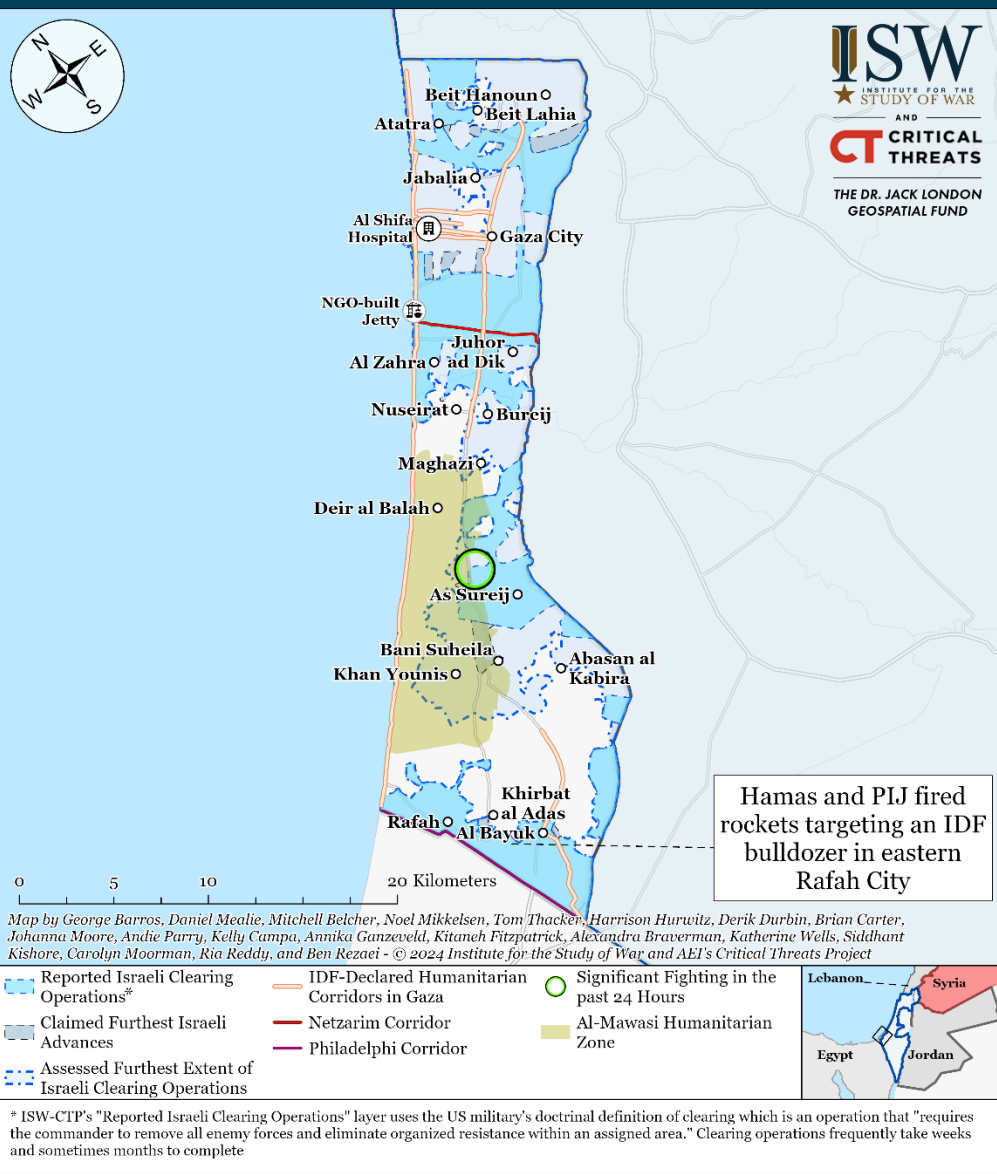 N
E
W
S
ISW
INSTITUTE FOR THE
STUDY OF WAR
AND
CT CRITICAL
THREATS
THE DR. JACK LONDON
GEOSPATIAL FUND
Beit Hanoun
Beit Lahia
Atatra
Jabalia
Al Shifa
Hospital
Gaza City
NGO-built
Jetty
Juhor
ad Dik
Al Zahra
Nuseirat
Bureij
Maghazi
Deir al Balah
As Sureij
Bani Suheila
Abasan al
Kabira
Khan Younis
Khirbat
al Adas
Rafah
Al Bayuk
Hamas and PIJ fired
rockets targeting an IDF
bulldozer in eastern
Rafah City
0 5 10 20 Kilometers
Map by George Barros, Daniel Mealie, Mitchell Belcher, Noel Mikkelsen, Tom Thacker, Harrison Hurwitz, Derik Durbin, Brian Carter,
Johanna Moore, Andie Parry, Kelly Campa, Annika Ganzeveld, Kitaneh Fitzpatrick, Alexandra Braverman, Katherine Wells, Siddhant
Kishore, Carolyn Moorman, Ria Reddy, and Ben Rezaei - © 2024 Institute for the Study of War and AEI's Critical Threats Project
Reported Israeli Clearing
Operations*
Claimed Furthest Israeli
Advances
Assessed Furthest Extent of
Israeli Clearing Operations
IDF-Declared Humanitarian
Corridors in Gaza
Netzarim Corridor
Philadelphi Corridor
Significant Fighting in the
past 24 Hours
Al-Mawasi Humanitarian
Zone
Lebanon
Syria
Egypt
Jordan
* ISW-CTP's "Reported Israeli Clearing Operations" layer uses the US military's doctrinal definition of clearing which is an operation that "requires
the commander to remove all enemy forces and eliminate organized resistance within an assigned area." Clearing operations frequently take weeks
and sometimes months to complete